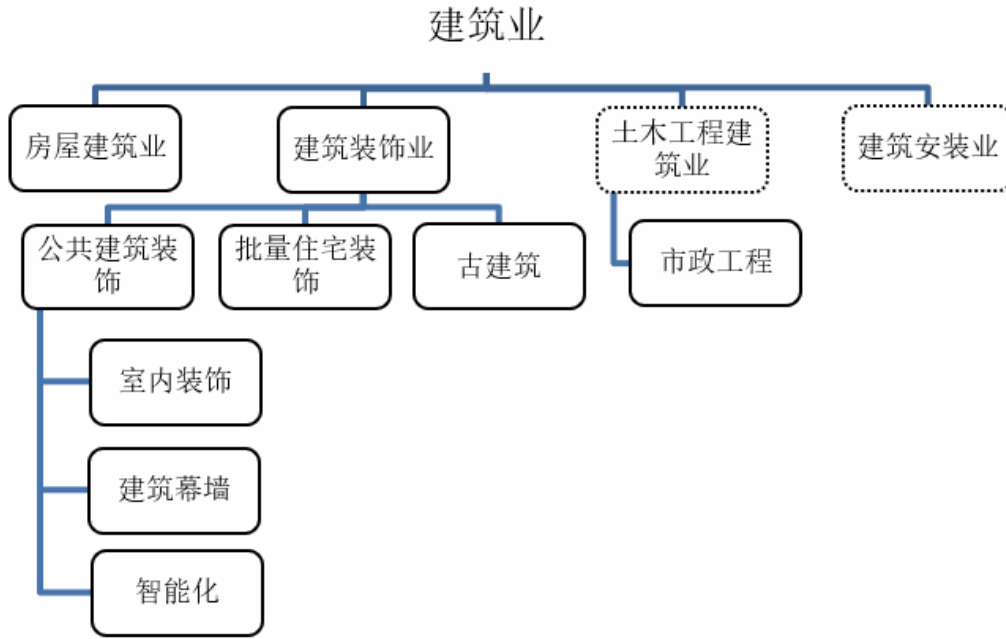 建筑业
房屋建筑业
建筑装饰业
土木工程建
筑业
建筑安装业
公共建筑装
饰
批量住宅装
饰
古建筑
市政工程
室内装饰
建筑幕墙
智能化